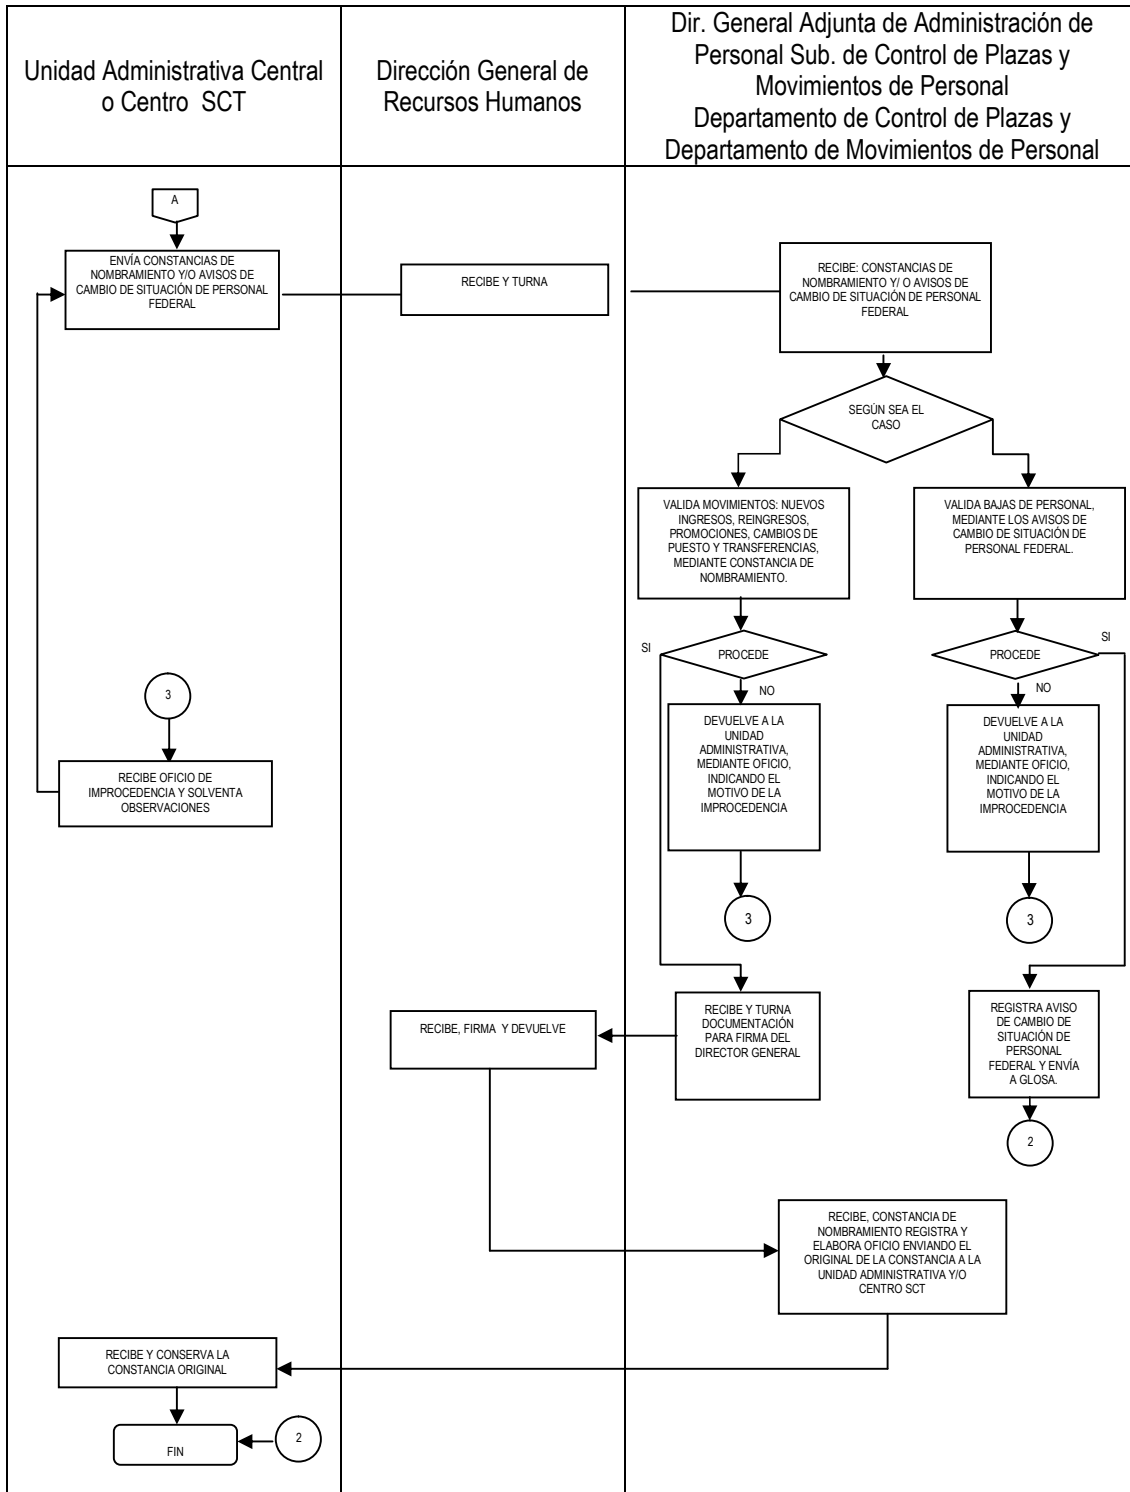 Unidad Administrativa Central
o Centro SCT
Dirección General de
Recursos Humanos
Dir. General Adjunta de Administración de
Personal Sub. de Control de Plazas y
Movimientos de Personal
Departamento de Control de Plazas y
Departamento de Movimientos de Personal
A
ENVÍA CONSTANCIAS DE
NOMBRAMIENTO Y/O AVISOS DE
CAMBIO DE SITUACIÓN DE PERSONAL
FEDERAL
RECIBE Y TURNA
RECIBE: CONSTANCIAS DE
NOMBRAMIENTO Y/ O AVISOS DE
CAMBIO DE SITUACIÓN DE PERSONAL
FEDERAL
SEGÚN SEA EL
CASO
VALIDA MOVIMIENTOS: NUEVOS
INGRESOS, REINGRESOS,
PROMOCIONES, CAMBIOS DE
PUESTO Y TRANSFERENCIAS,
MEDIANTE CONSTANCIA DE
NOMBRAMIENTO.
VALIDA BAJAS DE PERSONAL,
MEDIANTE LOS AVISOS DE
CAMBIO DE SITUACIÓN DE
PERSONAL FEDERAL.
SI
PROCEDE
NO
PROCEDE
SI
NO
3
RECIBE OFICIO DE
IMPROCEDENCIA Y SOLVENTA
OBSERVACIONES
DEVUELVE A LA
UNIDAD
ADMINISTRATIVA,
MEDIANTE OFICIO,
INDICANDO EL
MOTIVO DE LA
IMPROCEDENCIA
DEVUELVE A LA
UNIDAD
ADMINISTRATIVA,
MEDIANTE OFICIO,
INDICANDO EL
MOTIVO DE LA
IMPROCEDENCIA
3
3
RECIBE, FIRMA Y DEVUELVE
RECIBE Y TURNA
DOCUMENTACIÓN
PARA FIRMA DEL
DIRECTOR GENERAL
REGISTRA AVISO
DE CAMBIO DE
SITUACIÓN DE
PERSONAL
FEDERAL Y ENVÍA
A GLOSA.
2
RECIBE, CONSTANCIA DE
NOMBRAMIENTO REGISTRA Y
ELABORA OFICIO ENVIANDO EL
ORIGINAL DE LA CONSTANCIA A LA
UNIDAD ADMINISTRATIVA Y/O
CENTRO SCT
RECIBE Y CONSERVA LA
CONSTANCIA ORIGINAL
FIN
2